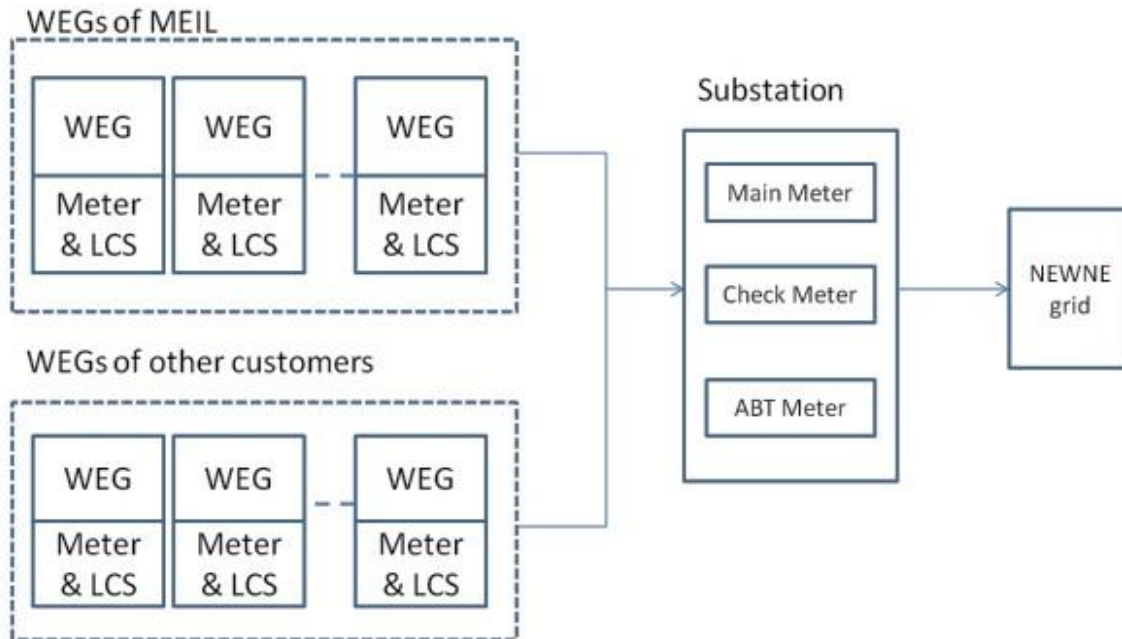 WEGs of MEIL
WEG
WEG
WEG
Meter
& LCS
Meter
& LCS
Meter
& LCS
WEGs of other customers
WEG
WEG
WEG
Meter
& LCS
Meter
& LCS
Meter
& LCS
Substation
Main Meter
Check Meter
ABT Meter
NEWNE
grid